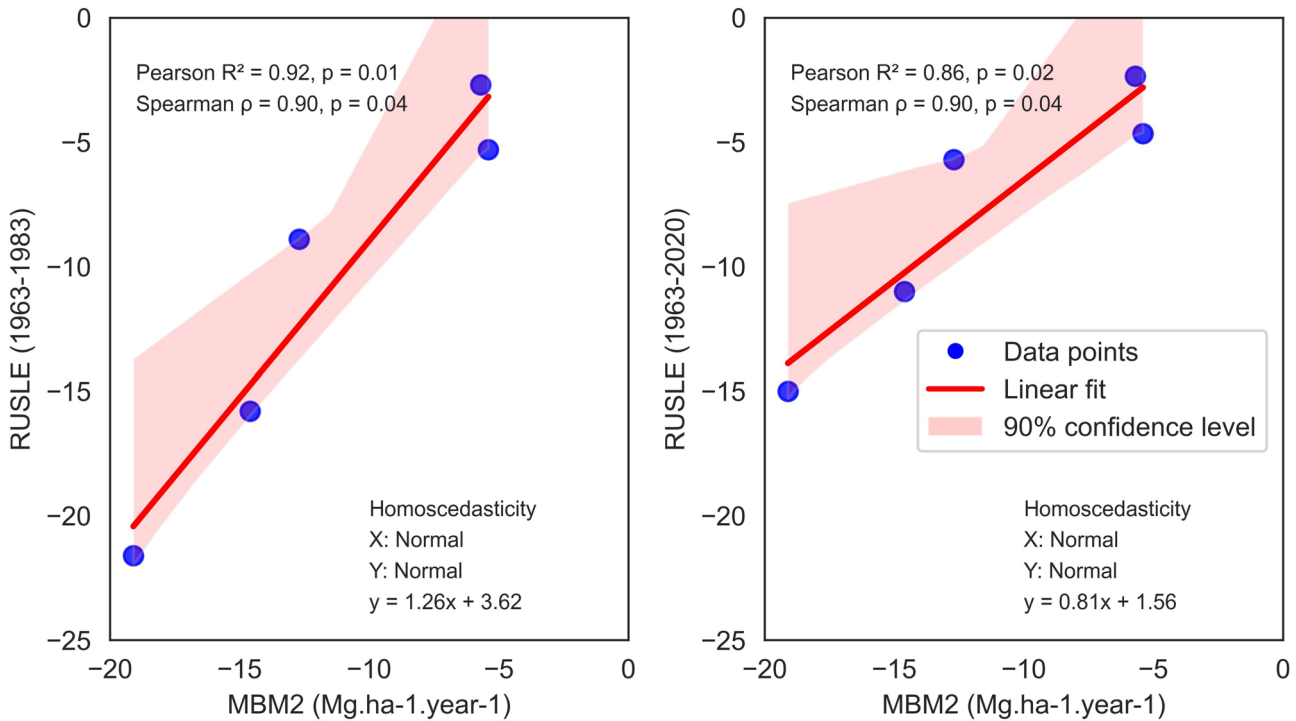 0
−5
−10
−15
−20
−25
RUSLE (1963-1983)
Pearson R² = 0.92, p = 0.01
Spearman ρ = 0.90, p = 0.04
Homoscedasticity
X: Normal
Y: Normal
y = 1.26x + 3.62
−20
−15
−10
−5
0
MBM2 (Mg.ha-1.year-1)
0
−5
−10
−15
−20
−25
RUSLE (1963-2020)
Pearson R² = 0.86, p = 0.02
Spearman ρ = 0.90, p = 0.04
Data points
Linear fit
90% confidence level
Homoscedasticity
X: Normal
Y: Normal
y = 0.81x + 1.56
−20
−15
−10
−5
0
MBM2 (Mg.ha-1.year-1)